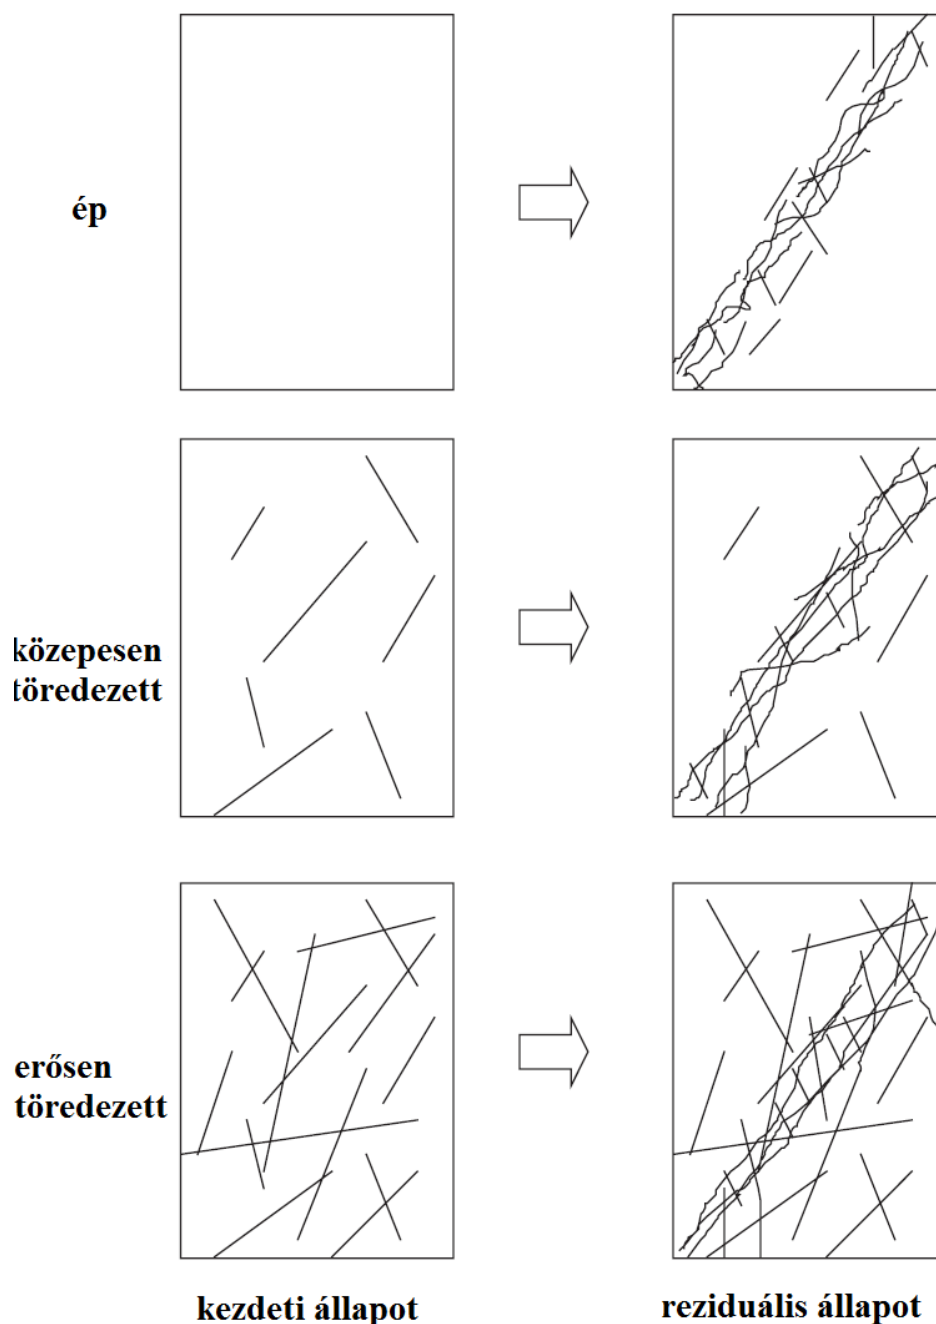 ép
közepesen
töredezett
erősen
töredezett
kezdeti állapot
reziduális állapot